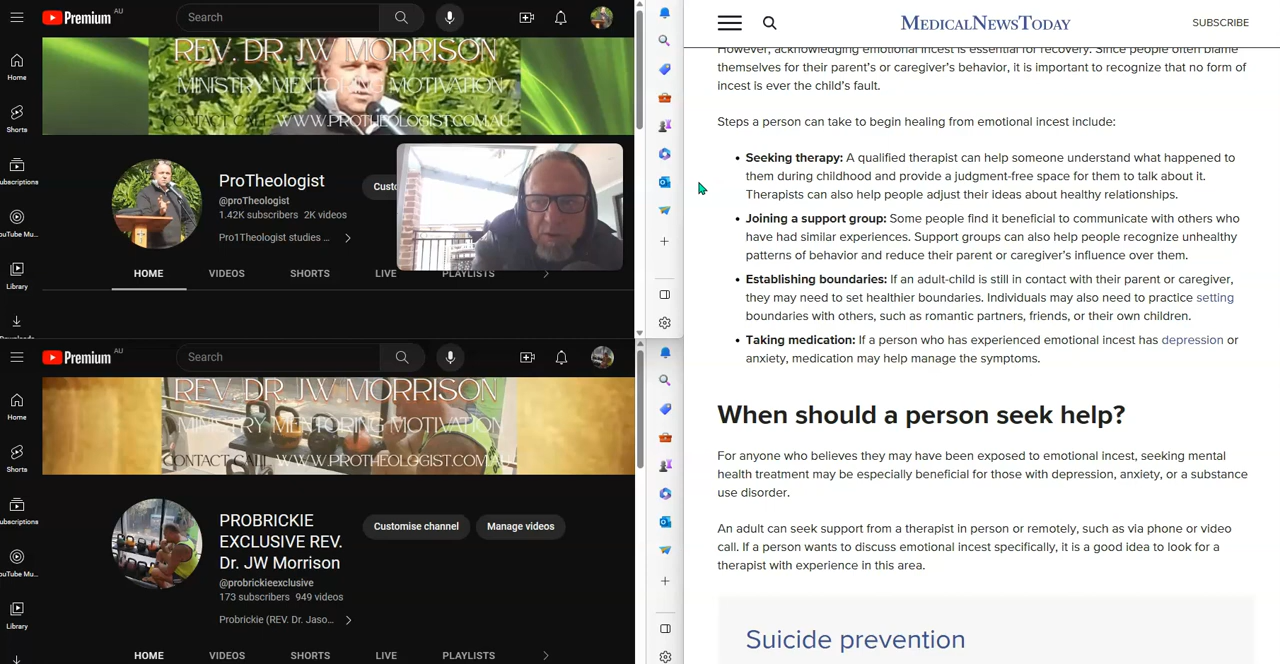 Premium AU
Search
Home
Shorts
ubscriptions
ouTube Mu...
Library
REV. DR. JW MORRISON
MINISTRY MENTORING MOTIVATION
CONTACT CALL WWW.PROTHEOLOGIST.COM.AU
ProTheologist
@proTheologist
1.42K subscribers 2K videos
Pro1Theologist studies ...
Custo
HOME VIDEOS SHORTS LIVE PLAYLISTS
Premium AU
Search
Home
Shorts
ubscriptions
ouTube Mu...
Library
REV. DR. JW MORRISON
MINISTRY MENTORING MOTIVATION
CONTACT CALL WWW.PROTHEOLOGIST.COM.AU
PROBRICKIE
EXCLUSIVE REV.
Dr. JW Morrison
@probrickieexclusive
173 subscribers 949 videos
Probrickie (REV. Dr. Jaso...
Customise channel
Manage videos
HOME VIDEOS SHORTS LIVE PLAYLISTS
MEDICALNEWSTODAY
SUBSCRIBE
However, acknowledging emotional incest is essential for recovery. Since people often blame
themselves for their parent's or caregiver's behavior, it is important to recognize that no form of
incest is ever the child's fault.
Steps a person can take to begin healing from emotional incest include:
• Seeking therapy: A qualified therapist can help someone understand what happened to
them during childhood and provide a judgment-free space for them to talk about it.
Therapists can also help people adjust their ideas about healthy relationships.
• Joining a support group: Some people find it beneficial to communicate with others who
have had similar experiences. Support groups can also help people recognize unhealthy
patterns of behavior and reduce their parent or caregiver's influence over them.
• Establishing boundaries: If an adult-child is still in contact with their parent or caregiver,
they may need to set healthier boundaries. Individuals may also need to practice setting
boundaries with others, such as romantic partners, friends, or their own children.
• Taking medication: If a person who has experienced emotional incest has depression or
anxiety, medication may help manage the symptoms.
When should a person seek help?
For anyone who believes they may have been exposed to emotional incest, seeking mental
health treatment may be especially beneficial for those with depression, anxiety, or a substance
use disorder.
An adult can seek support from a therapist in person or remotely, such as via phone or video
call. If a person wants to discuss emotional incest specifically, it is a good idea to look for a
therapist with experience in this area.
Suicide prevention